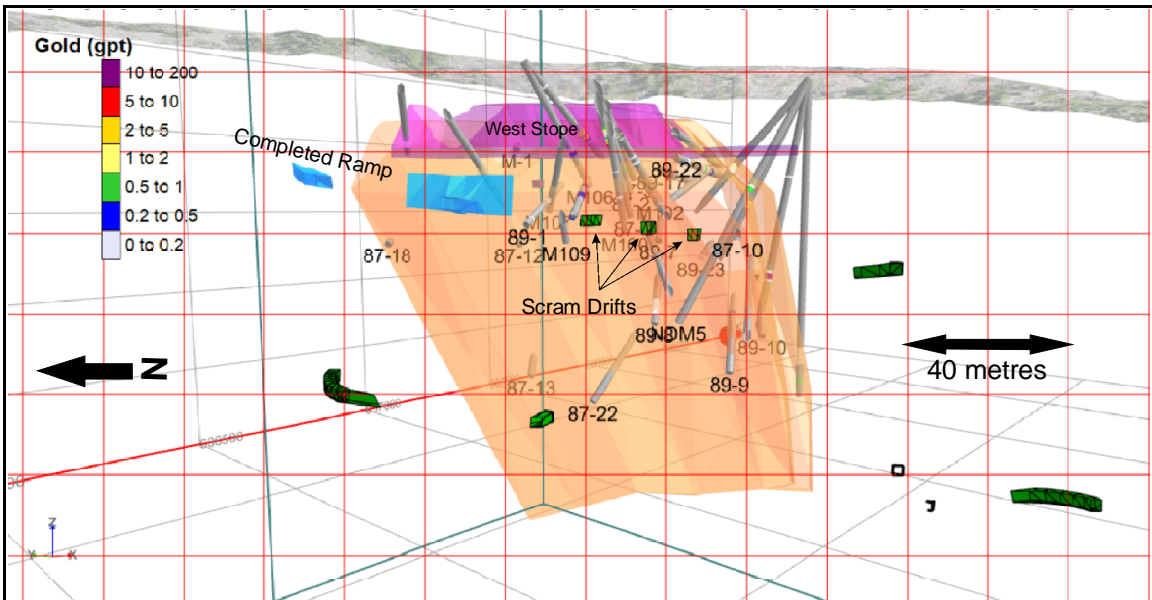 Gold (gpt)
10 to 200
5 to 10
2 to 5
1 to 2
0.5 to 1
0.2 to 0.5
0 to 0.2
Completed Ramp
West Stope
M-1
89-22
M106
M102
89-1
87-18
87-12
M109
87-10
89-23
Scram Drifts
NDM5
89-10
N
40 metres
87-13
89-9
87-22
Z
Y
X